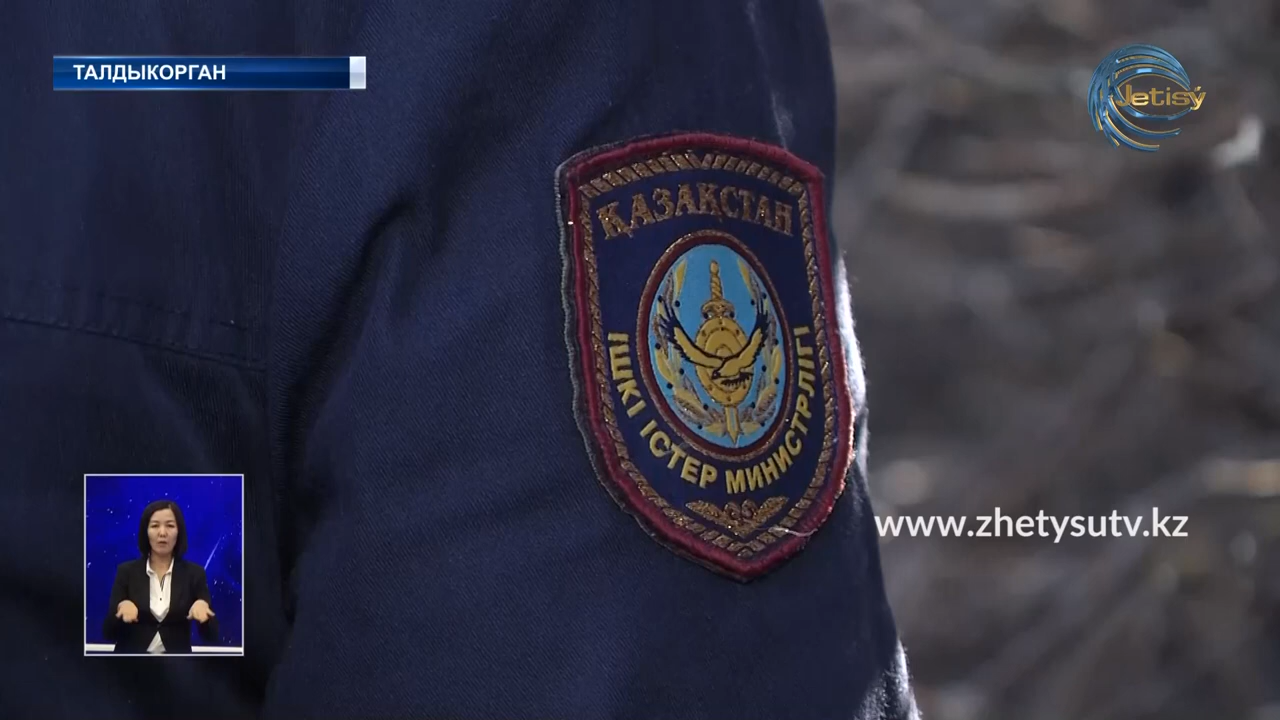 ТАЛДЫКОРГАН
Jetisý
ҚАЗАҚСТАН
ІШКІ ІСТЕР МИНИСТРЛІГІ
www.zhetysutv.kz